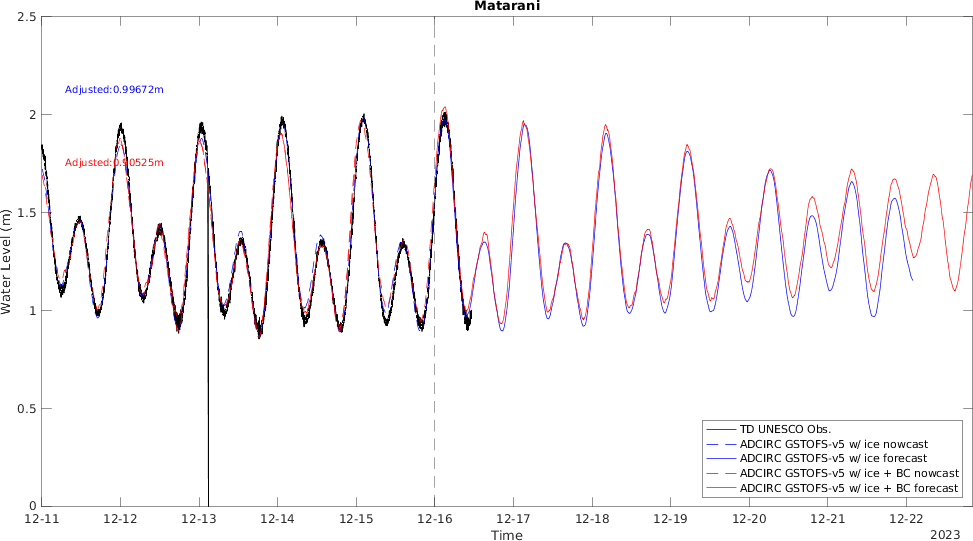 Matarani
2.5
2
1.5
1
0.5
0
Water Level (m)
Adjusted:0.99672m
Adjusted:0.90525m
TD UNESCO Obs.
ADCIRC GSTOFS-v5 w/ ice nowcast
ADCIRC GSTOFS-v5 w/ ice forecast
ADCIRC GSTOFS-v5 w/ ice + BC nowcast
ADCIRC GSTOFS-v5 w/ ice + BC forecast
12-11 12-12 12-13 12-14 12-15 12-16 12-17 12-18 12-19 12-20 12-21 12-22
Time
2023